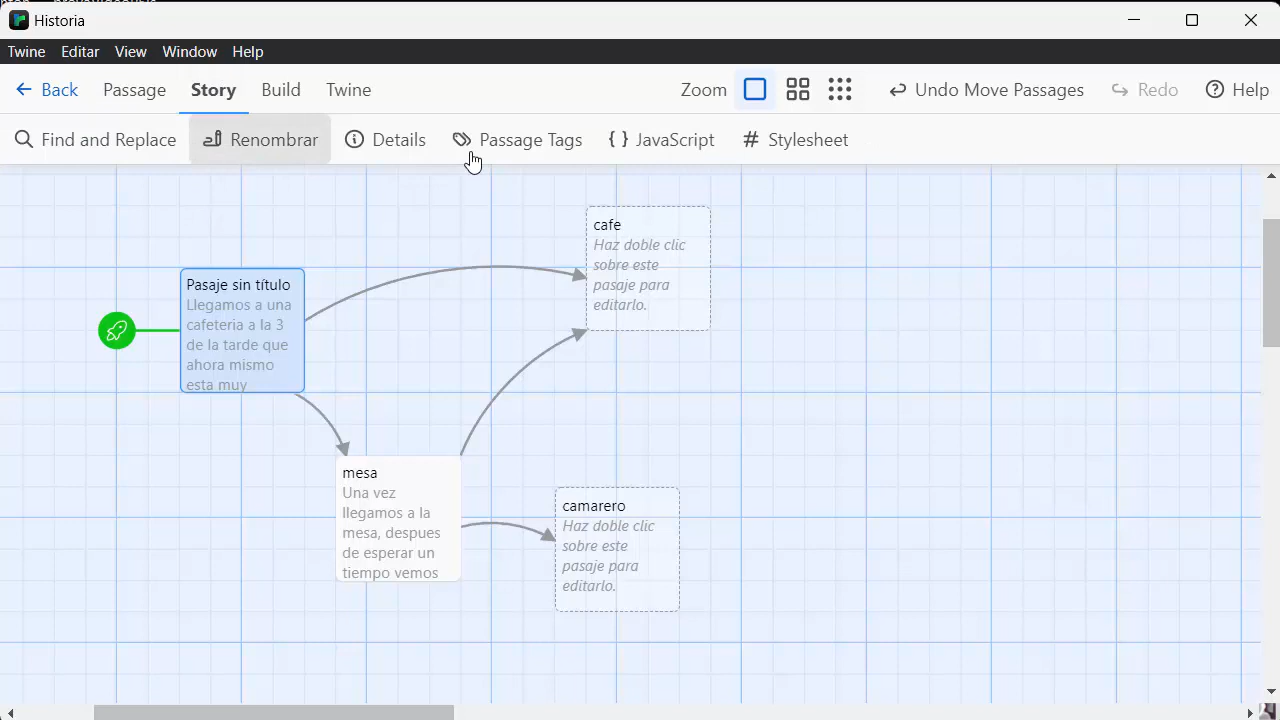 Historia
Twine Editar View Window Help
Back Passage Story Build Twine Zoom Undo Move Passages Redo Help
Find and Replace Renombrar Details Passage Tags { } JavaScript # Stylesheet
cafe
Haz doble clic
sobre este
pasaje para
editarlo.
Pasaje sin título
Llegamos a una
cafeteria a la 3
de la tarde que
ahora mismo
esta muy
mesa
Una vez
llegamos a la
mesa, despues
de esperar un
tiempo vemos
camarero
Haz doble clic
sobre este
pasaje para
editarlo.